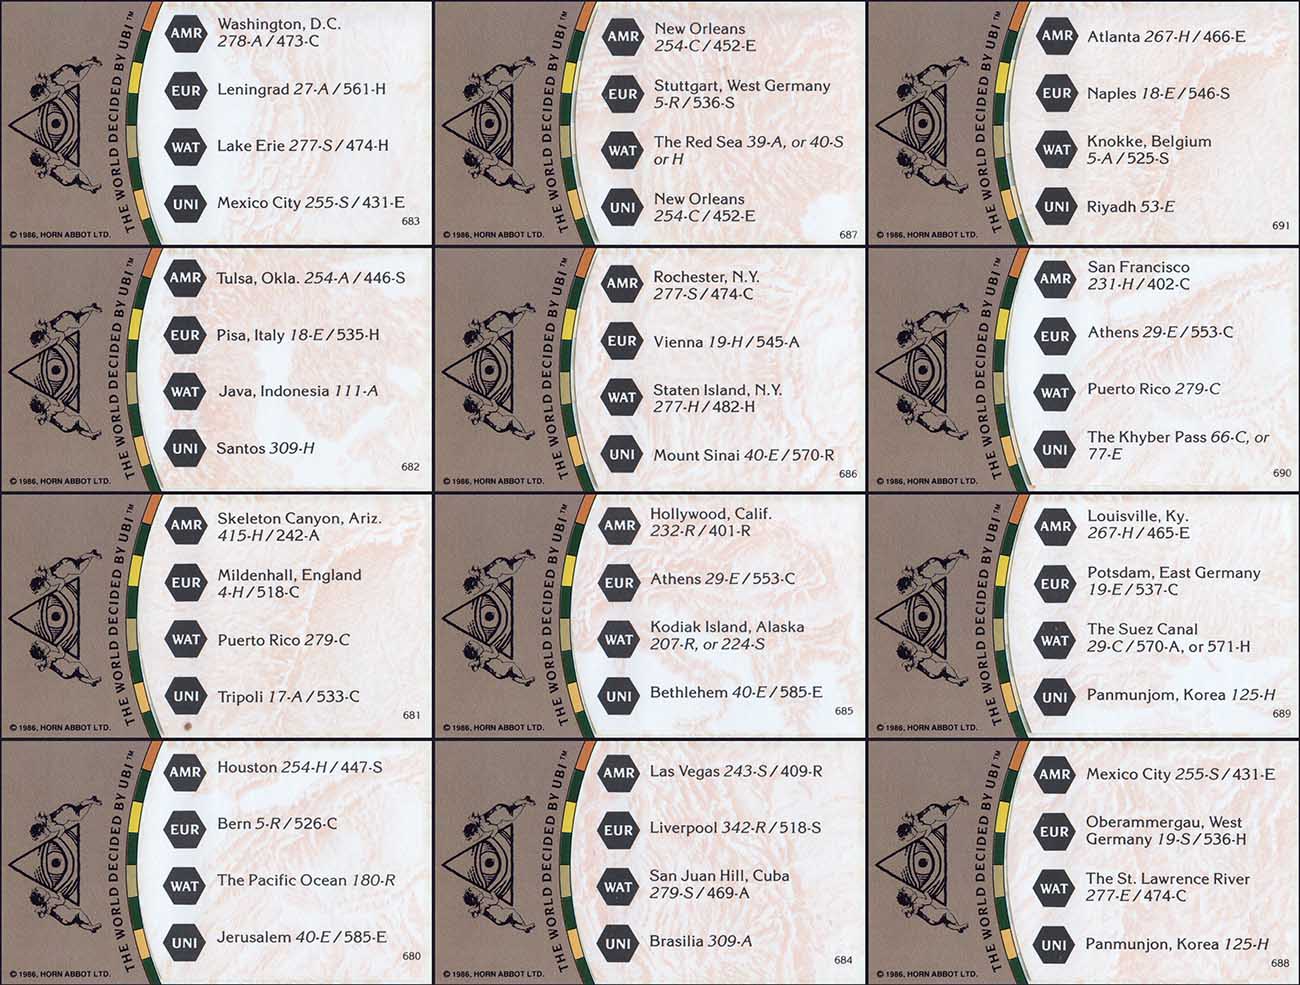 THE WORLD DECIDED BY UBI™
© 1986, HORN ABBOT LTD.
AMR
Washington, D.C.
278-A / 473-C
EUR
Leningrad 27-A / 561-H
WAT
Lake Erie 277-S / 474-H
UNI
Mexico City 255-S / 431-E
683
THE WORLD DECIDED BY UBI™
© 1986, HORN ABBOT LTD.
AMR
New Orleans
254-C / 452-E
EUR
Stuttgart, West Germany
5-R / 536-S
WAT
The Red Sea 39-A, or 40-S
or H
UNI
New Orleans
254-C / 452-E
687
THE WORLD DECIDED BY UBI™
© 1986, HORN ABBOT LTD.
AMR
Atlanta 267-H / 466-E
EUR
Naples 18-E / 546-S
WAT
Knokke, Belgium
5-A / 525-S
UNI
Riyadh 53-E
691
THE WORLD DECIDED BY UBI™
© 1986, HORN ABBOT LTD.
AMR
Tulsa, Okla. 254-A / 446-S
EUR
Pisa, Italy 18-E / 535-H
WAT
Java, Indonesia 111-A
UNI
Santos 309-H
682
THE WORLD DECIDED BY UBI™
© 1986, HORN ABBOT LTD.
AMR
Rochester, N.Y.
277-S / 474-C
EUR
Vienna 19-H / 545-A
WAT
Staten Island, N.Y.
277-H / 482-H
UNI
Mount Sinai 40-E / 570-R
686
THE WORLD DECIDED BY UBI™
© 1986, HORN ABBOT LTD.
AMR
San Francisco
231-H / 402-C
EUR
Athens 29-E / 553-C
WAT
Puerto Rico 279-C
UNI
The Khyber Pass 66-C, or
77-E
690
THE WORLD DECIDED BY UBI™
© 1986, HORN ABBOT LTD.
AMR
Skeleton Canyon, Ariz.
415-H / 242-A
EUR
Mildenhall, England
4-H / 518-C
WAT
Puerto Rico 279-C
UNI
Tripoli 17-A / 533-C
681
THE WORLD DECIDED BY UBI™
© 1986, HORN ABBOT LTD.
AMR
Hollywood, Calif.
232-R / 401-R
EUR
Athens 29-E / 553-C
WAT
Kodiak Island, Alaska
207-R, or 224-S
UNI
Bethlehem 40-E / 585-E
685
THE WORLD DECIDED BY UBI™
© 1986, HORN ABBOT LTD.
AMR
Louisville, Ky.
267-H / 465-E
EUR
Potsdam, East Germany
19-E / 537-C
WAT
The Suez Canal
29-C / 570-A, or 571-H
UNI
Panmunjom, Korea 125-H
689
THE WORLD DECIDED BY UBI™
© 1986, HORN ABBOT LTD.
AMR
Houston 254-H / 447-S
EUR
Bern 5-R / 526-C
WAT
The Pacific Ocean 180-R
UNI
Jerusalem 40-E / 585-E
680
THE WORLD DECIDED BY UBI™
© 1986, HORN ABBOT LTD.
AMR
Las Vegas 243-S / 409-R
EUR
Liverpool 342-R / 518-S
WAT
San Juan Hill, Cuba
279-S / 469-A
UNI
Brasilia 309-A
684
THE WORLD DECIDED BY UBI™
© 1986, HORN ABBOT LTD.
AMR
Mexico City 255-S / 431-E
EUR
Oberammergau, West
Germany 19-S / 536-H
WAT
The St. Lawrence River
277-E / 474-C
UNI
Panmunjon, Korea 125-H
688